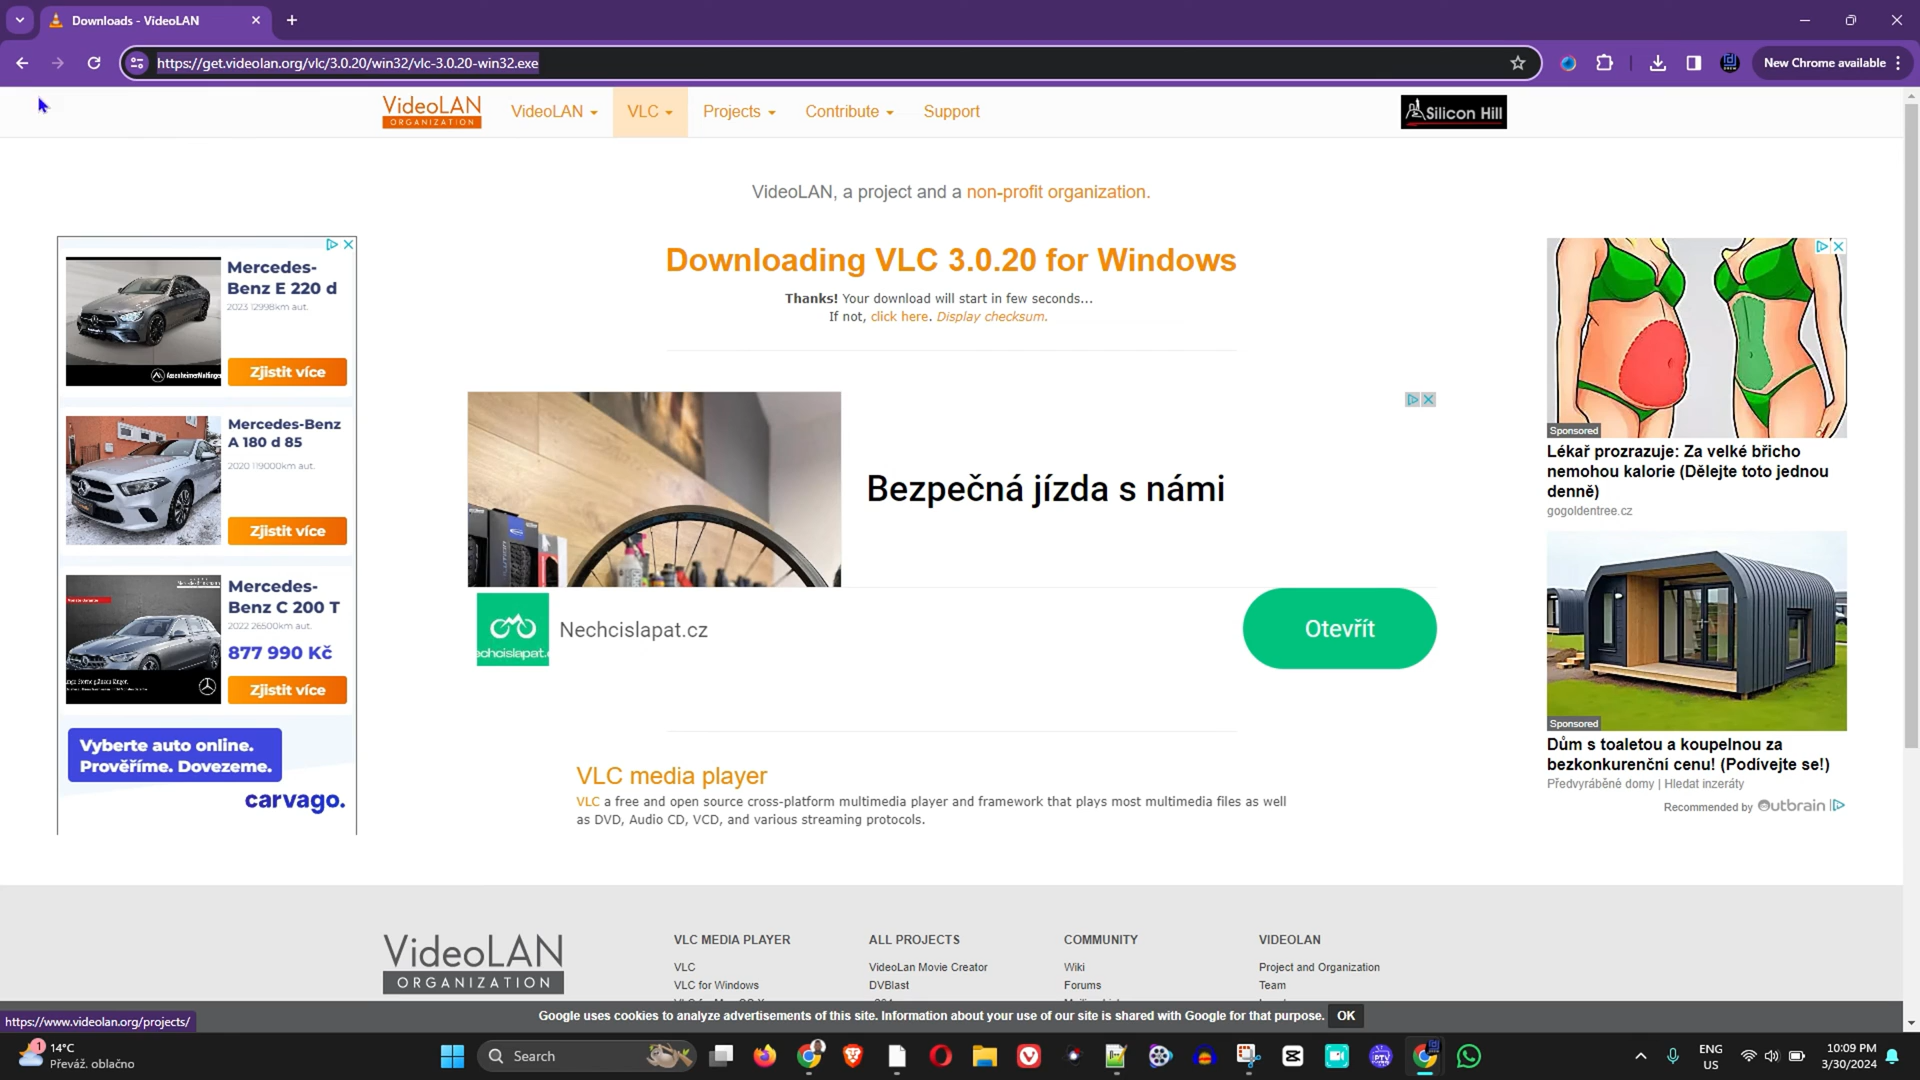 Downloads - VideoLAN
https://get.videolan.org/vlc/3.0.20/win32/vlc-3.0.20-win32.exe
New Chrome available
VideoLAN
ORGANIZATION
VideoLAN
VLC
Projects
Contribute
Support
Silicon Hill
VideoLAN, a project and a non-profit organization.
Downloading VLC 3.0.20 for Windows
Thanks! Your download will start in few seconds...
If not, click here. Display checksum.
Mercedes-
Benz E 220 d
2023 12998km aut.
Zjistit více
Mercedes-Benz
A 180 d 85
2020 119000km aut.
Zjistit více
Mercedes-
Benz C 200 T
2022 26500km aut.
877 990 Kč
Zjistit více
Vyberte auto online.
Prověříme. Dovezeme.
carvago.
Bezpečná jízda s námi
Nechcislapat.cz
Otevřít
Sponsored
Lékař prozrazuje: Za velké břicho
nemohou kalorie (Dělejte toto jednou
denně)
gogoldentree.cz
Sponsored
Dům s toaletou a koupelnou za
bezkonkurenční cenu! (Podívejte se!)
Předvyráběné domy | Hledat inzeráty
Recommended by Outbrain
VLC media player
VLC a free and open source cross-platform multimedia player and framework that plays most multimedia files as well
as DVD, Audio CD, VCD, and various streaming protocols.
VideoLAN
ORGANIZATION
VLC MEDIA PLAYER
VLC
VLC for Windows
ALL PROJECTS
VideoLan Movie Creator
DVBlast
COMMUNITY
Wiki
Forums
VIDEOLAN
Project and Organization
Team
Google uses cookies to analyze advertisements of this site. Information about your use of our site is shared with Google for that purpose. OK
https://www.videolan.org/projects/
1
14°C
Převáž. oblačno
Search
ENG
US
10:09 PM
3/30/2024